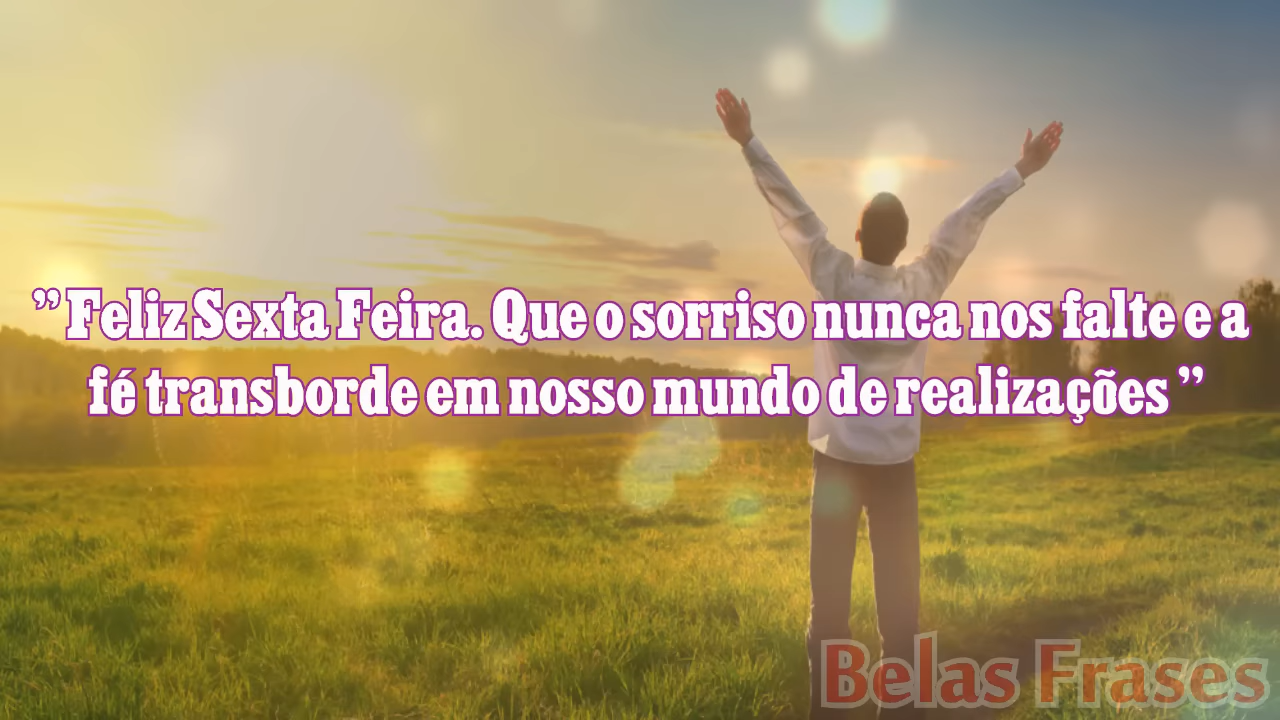 ” Feliz Sexta Feira. Que o sorriso nunca nos falte e a
fé transborde em nosso mundo de realizações ”
Belas Frases